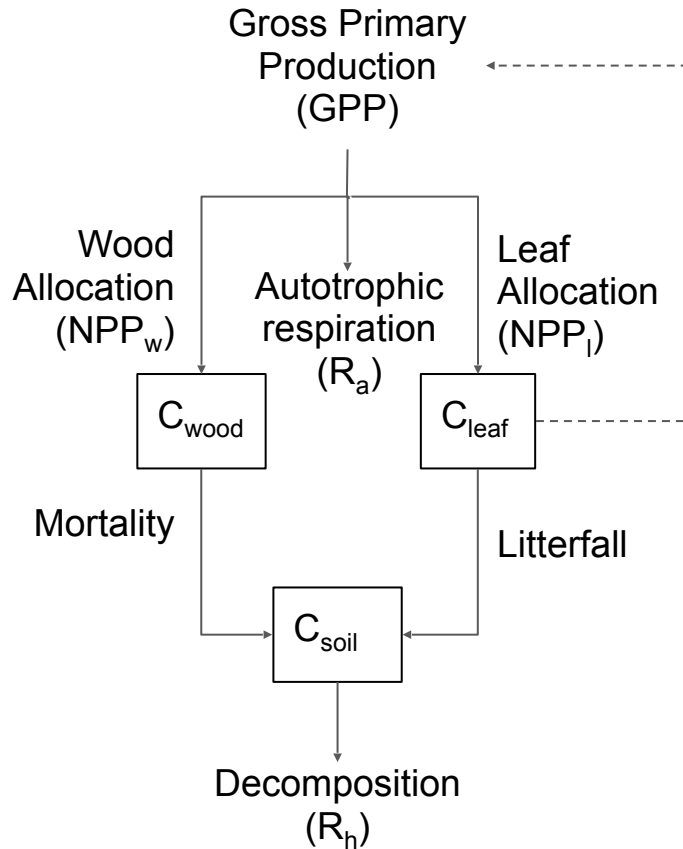 Gross Primary
Production
(GPP)
Wood
Allocation
(NPPw)
Autotrophic
respiration
(Ra)
Leaf
Allocation
(NPPl)
Cwood
Cleaf
Mortality
Litterfall
Csoil
Decomposition
(Rh)